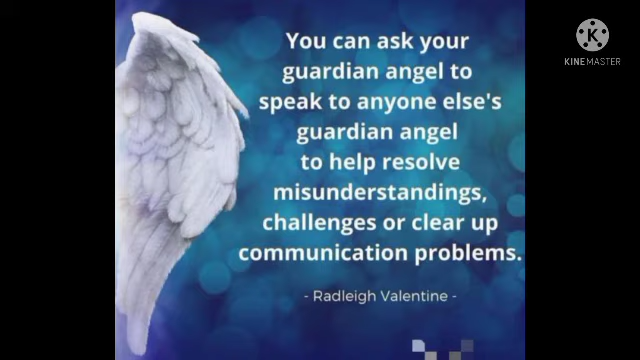 You can ask your
guardian angel to
speak to anyone else's
guardian angel
to help resolve
misunderstandings,
challenges or clear up
communication problems.
- Radleigh Valentine -
K
KINEMASTER